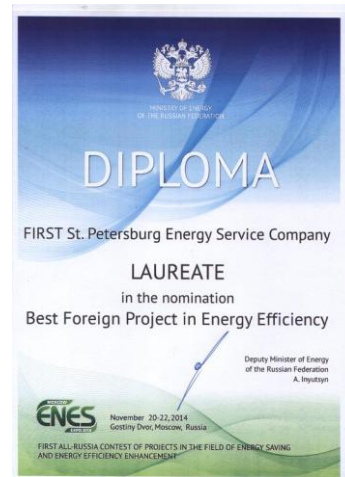 MINISTRY OF ENERGY
OF THE RUSSIAN FEDERATION
DIPLOMA
FIRST St. Petersburg Energy Service Company
LAUREATE
in the nomination
Best Foreign Project in Energy Efficiency
Deputy Minister of Energy
of the Russian Federation
A. Inyutsyn
MOSCOW
ENES
EXPO 2014
November 20-22, 2014
Gostiny Dvor, Moscow, Russia
FIRST ALL-RUSSIA CONTEST OF PROJECTS IN THE FIELD OF ENERGY SAVING
AND ENERGY EFFICIENCY ENHANCEMENT